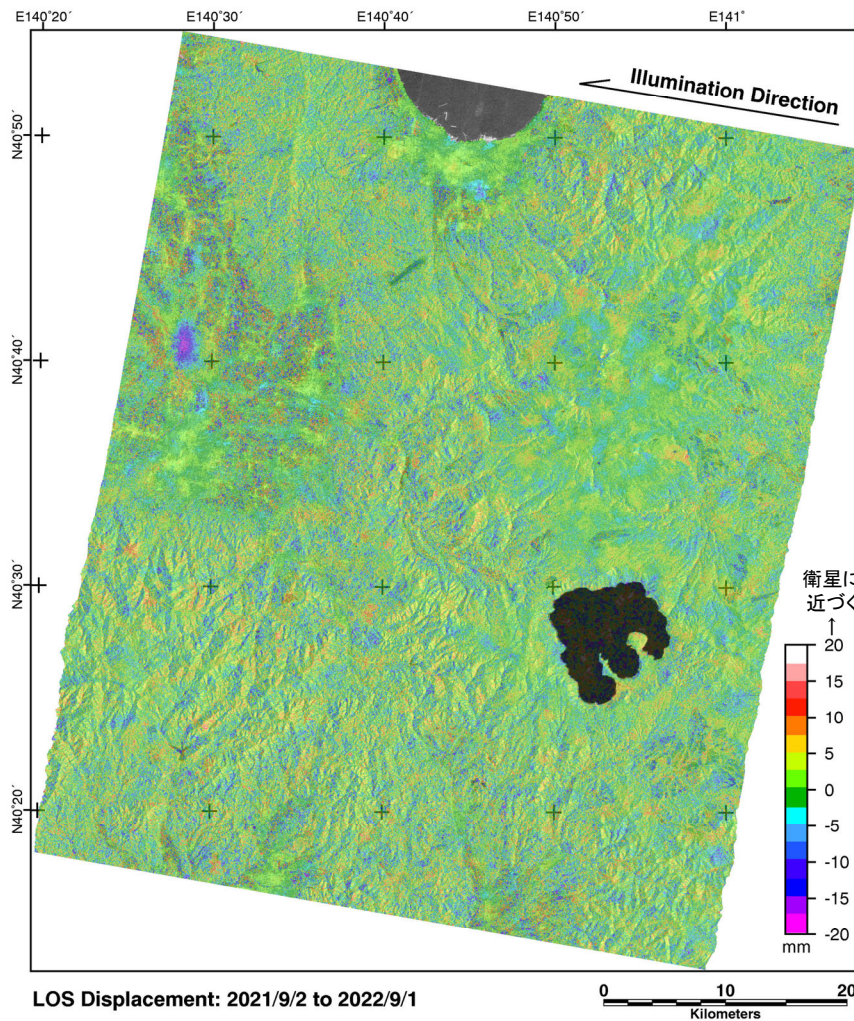 E140°20´ E140°30´ E140°40´ E140°50´ E141°
Illumination Direction
N40°50´
N40°40´
N40°30´
N40°20´
衛星に
近づく
↑
20
15
10
5
0
-5
-10
-15
-20
mm
LOS Displacement: 2021/9/2 to 2022/9/1
0 10 20
Kilometers